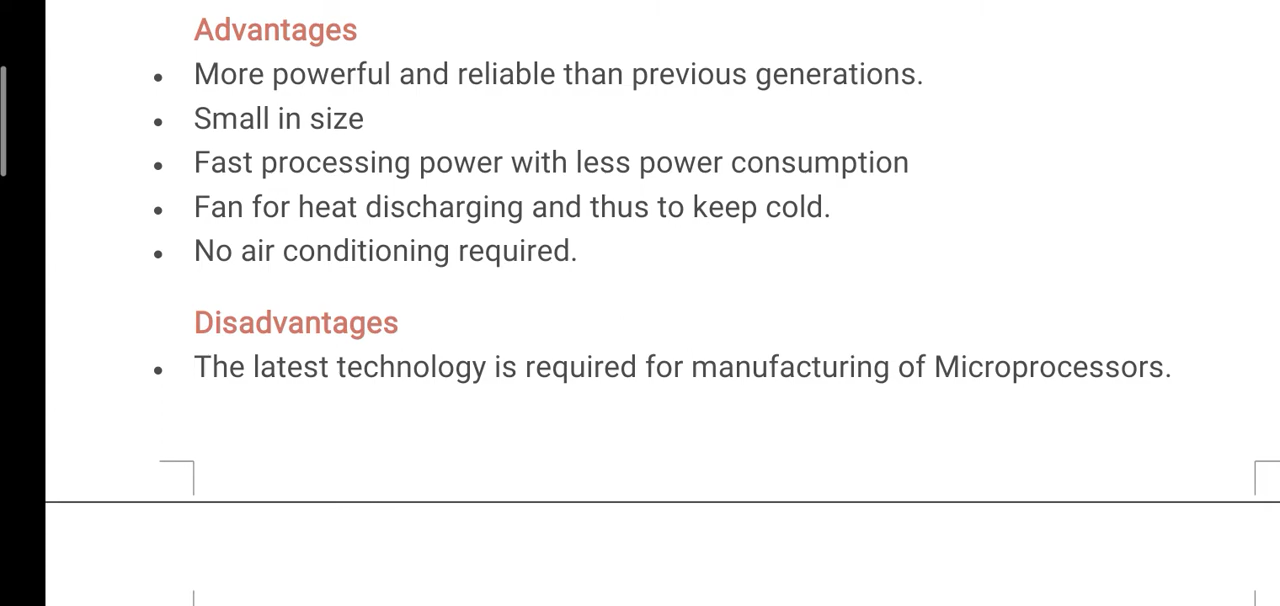 Advantages
More powerful and reliable than previous generations.
Small in size
Fast processing power with less power consumption
Fan for heat discharging and thus to keep cold.
No air conditioning required.
Disadvantages
The latest technology is required for manufacturing of Microprocessors.